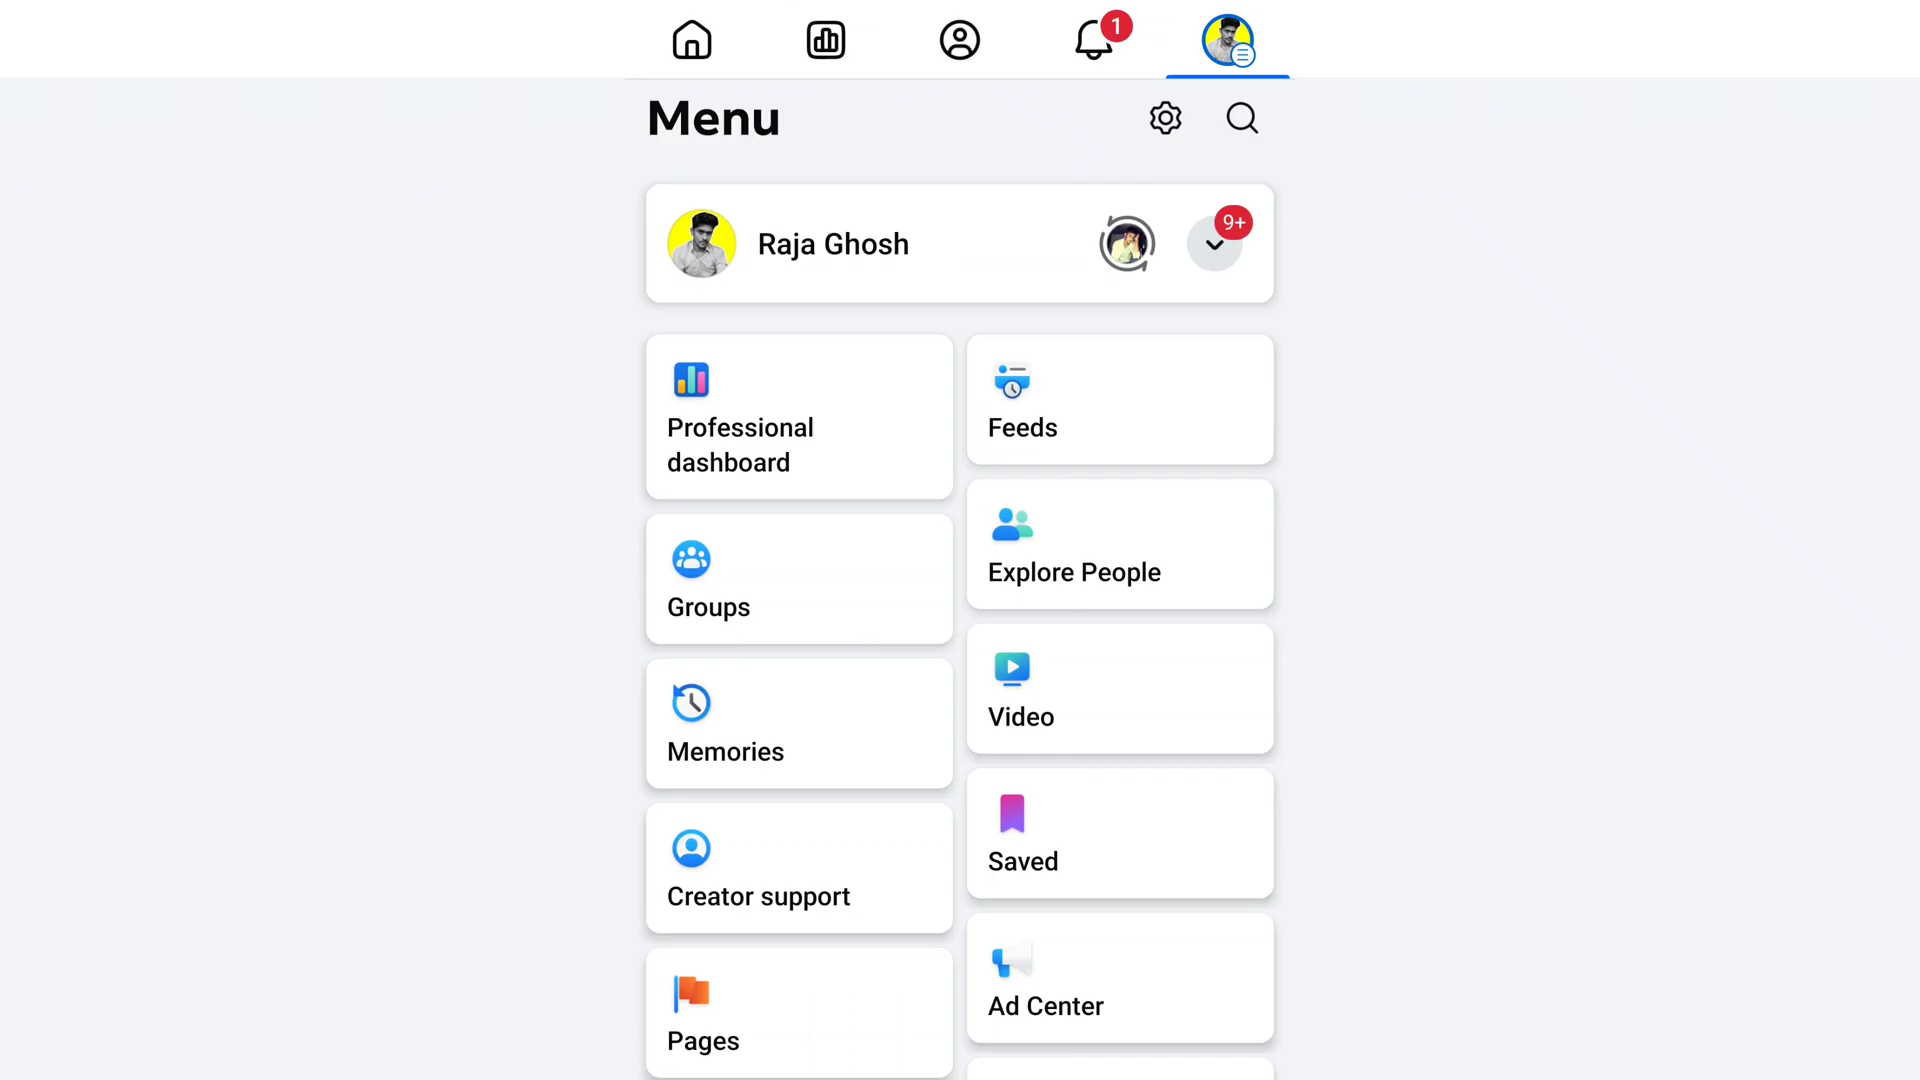 1
Menu
Raja Ghosh
9+
Professional
dashboard
Feeds
Groups
Explore People
Memories
Video
Creator support
Saved
Pages
Ad Center